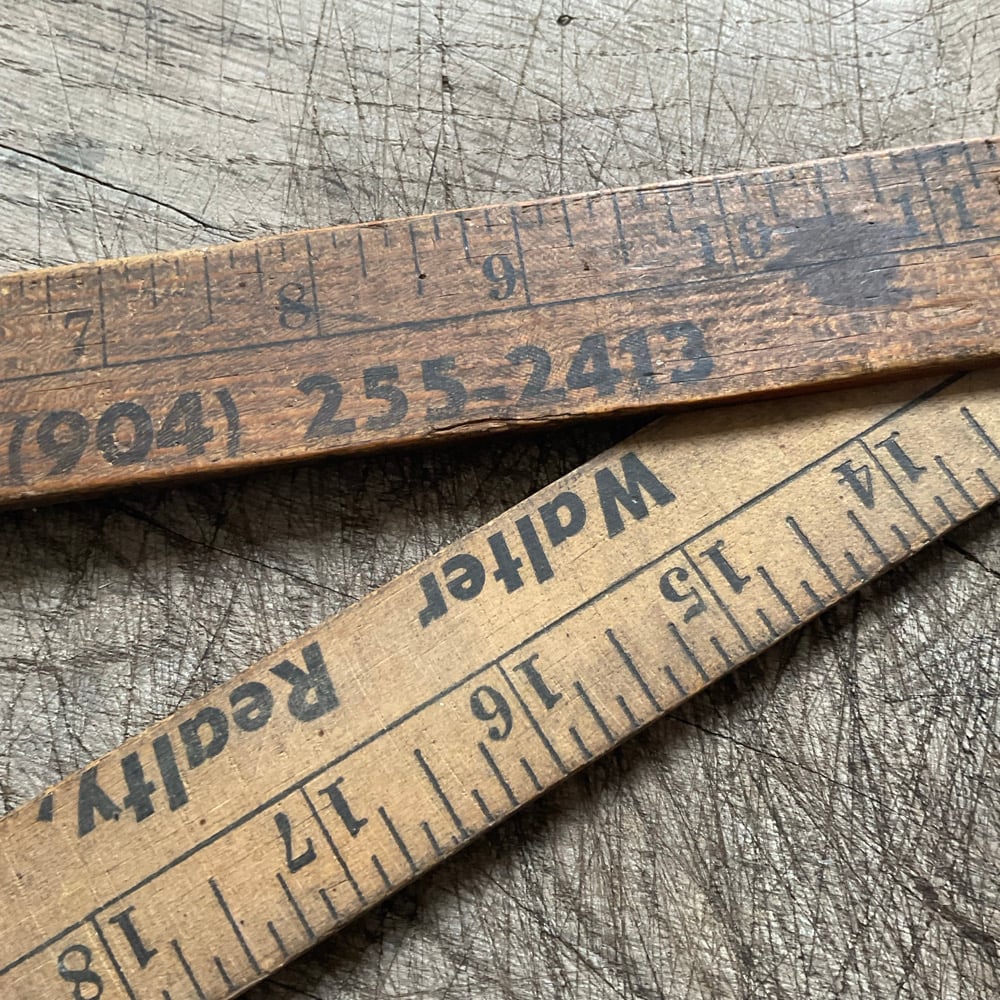 7 8 9 10 11
(904) 255-2413
Walter Realty,
14 15 16 17 18